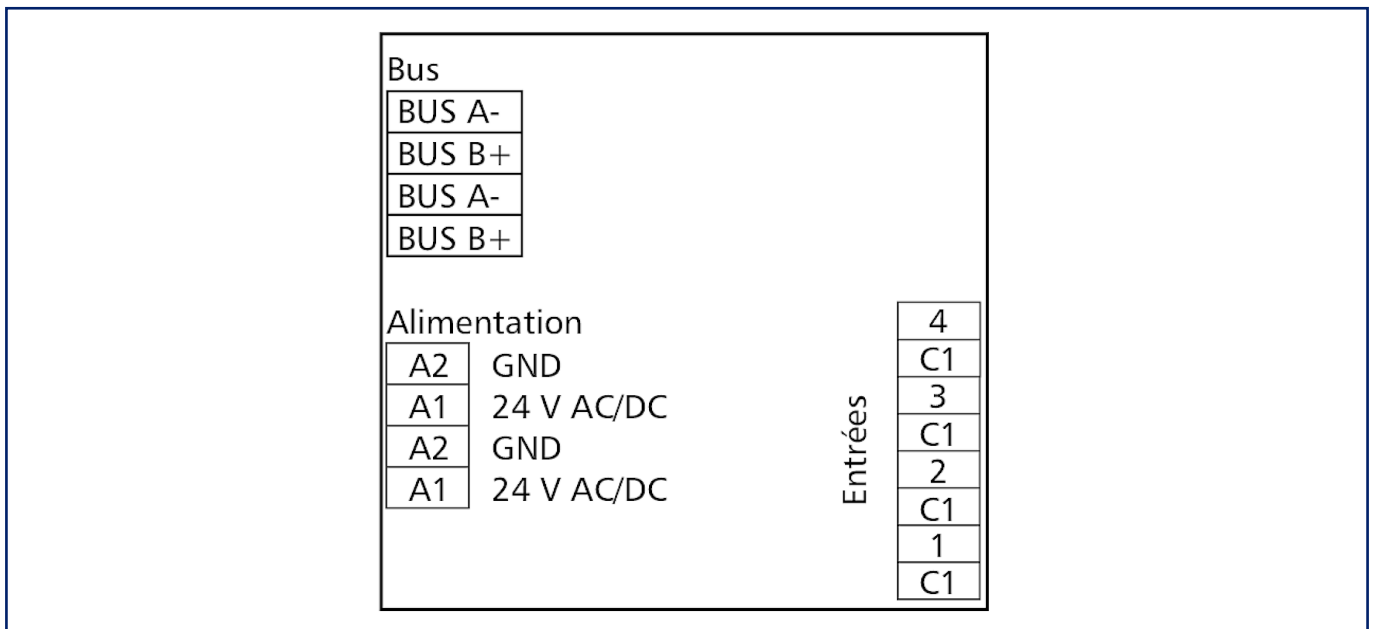 Bus
BUS A-
BUS B+
BUS A-
BUS B+
Alimentation
A2 GND
A1 24 V AC/DC
A2 GND
A1 24 V AC/DC
Entrées
4
C1
3
C1
2
C1
1
C1